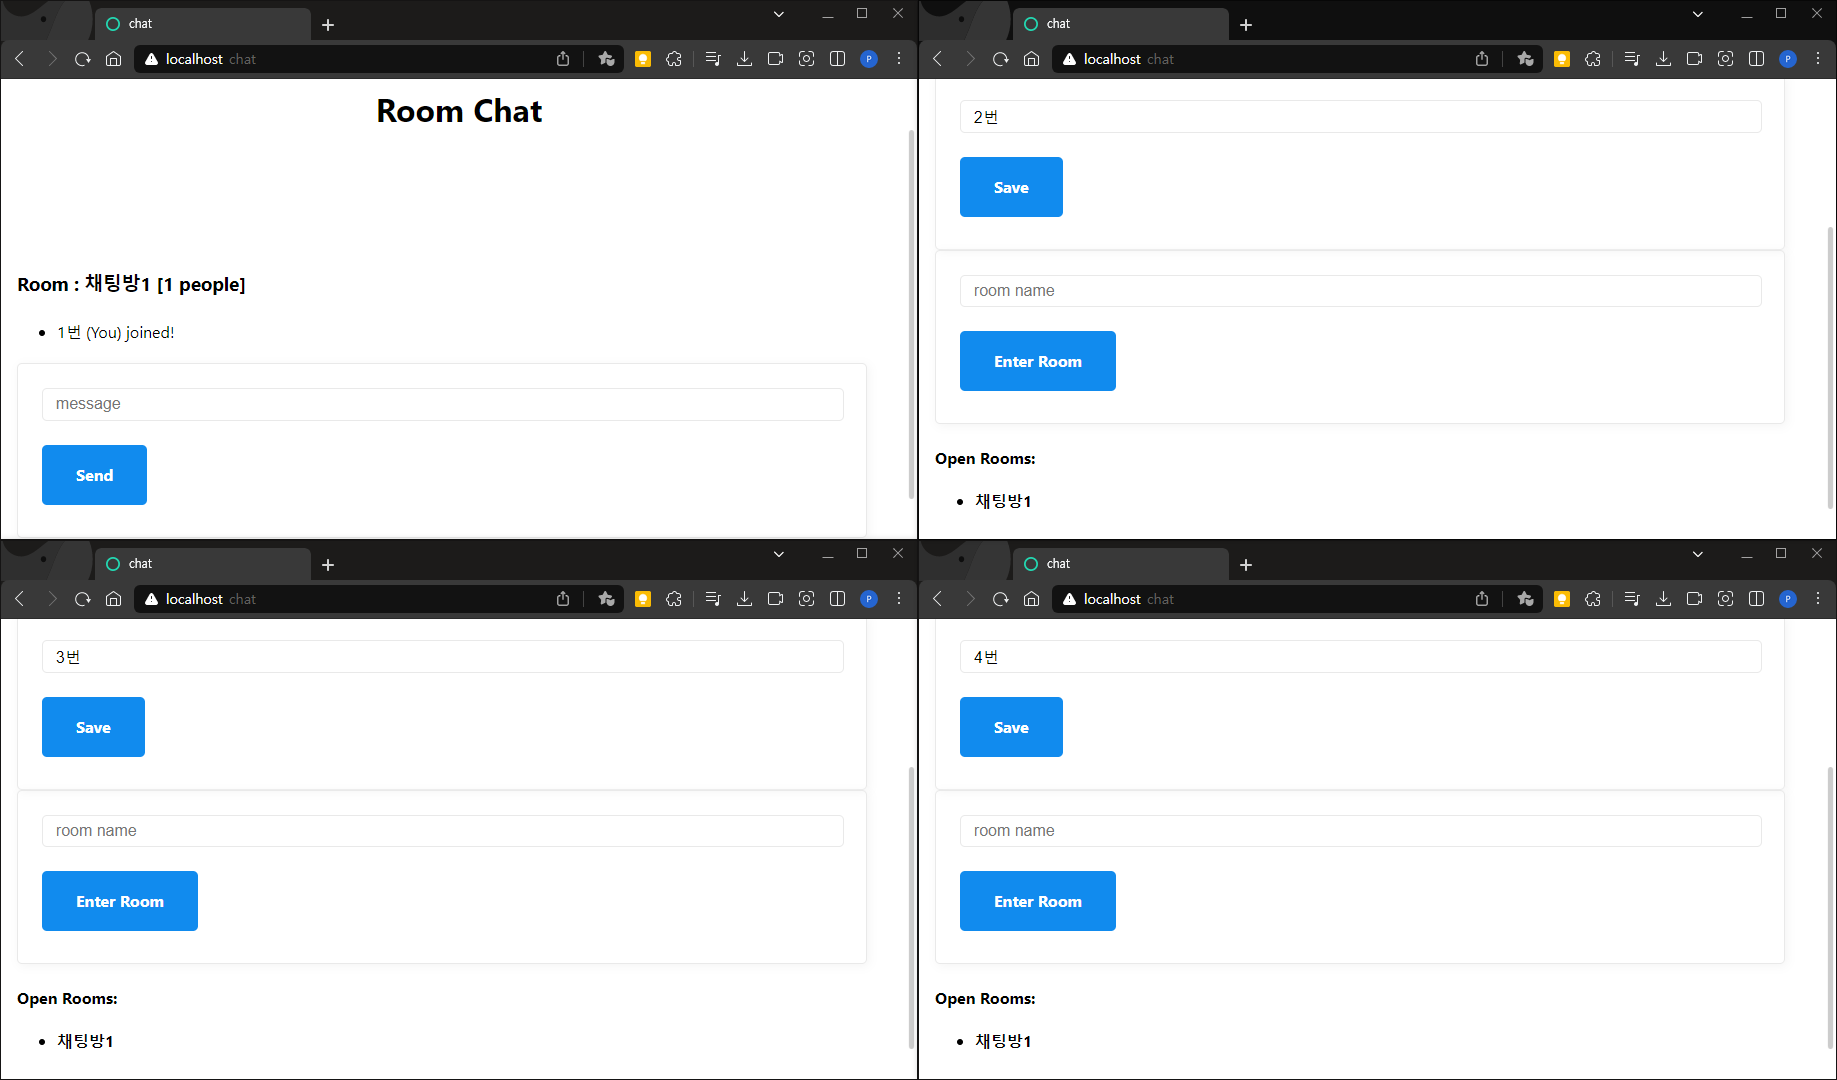 chat
localhost chat
P
Room Chat
Room : 채팅방1 [1 people]
1번 (You) joined!
message
Send
chat
localhost chat
P
2번
Save
room name
Enter Room
Open Rooms:
채팅방1
chat
localhost chat
P
3번
Save
room name
Enter Room
Open Rooms:
채팅방1
chat
localhost chat
P
4번
Save
room name
Enter Room
Open Rooms:
채팅방1